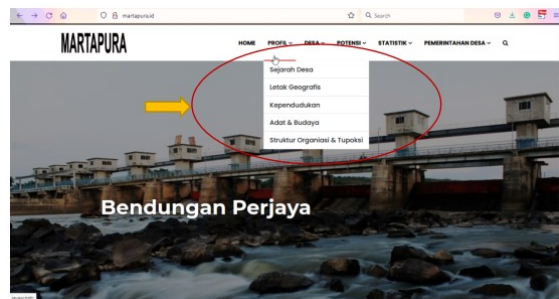 martapura.id
Search
MARTAPURA
HOME PROFIL DESA POTENSI STATISTIK PEMERINTAHAN DESA
Sejarah Desa
Letak Geografis
Kependudukan
Adat & Budaya
Struktur Organiasi & Tupoksi
Bendungan Perjaya